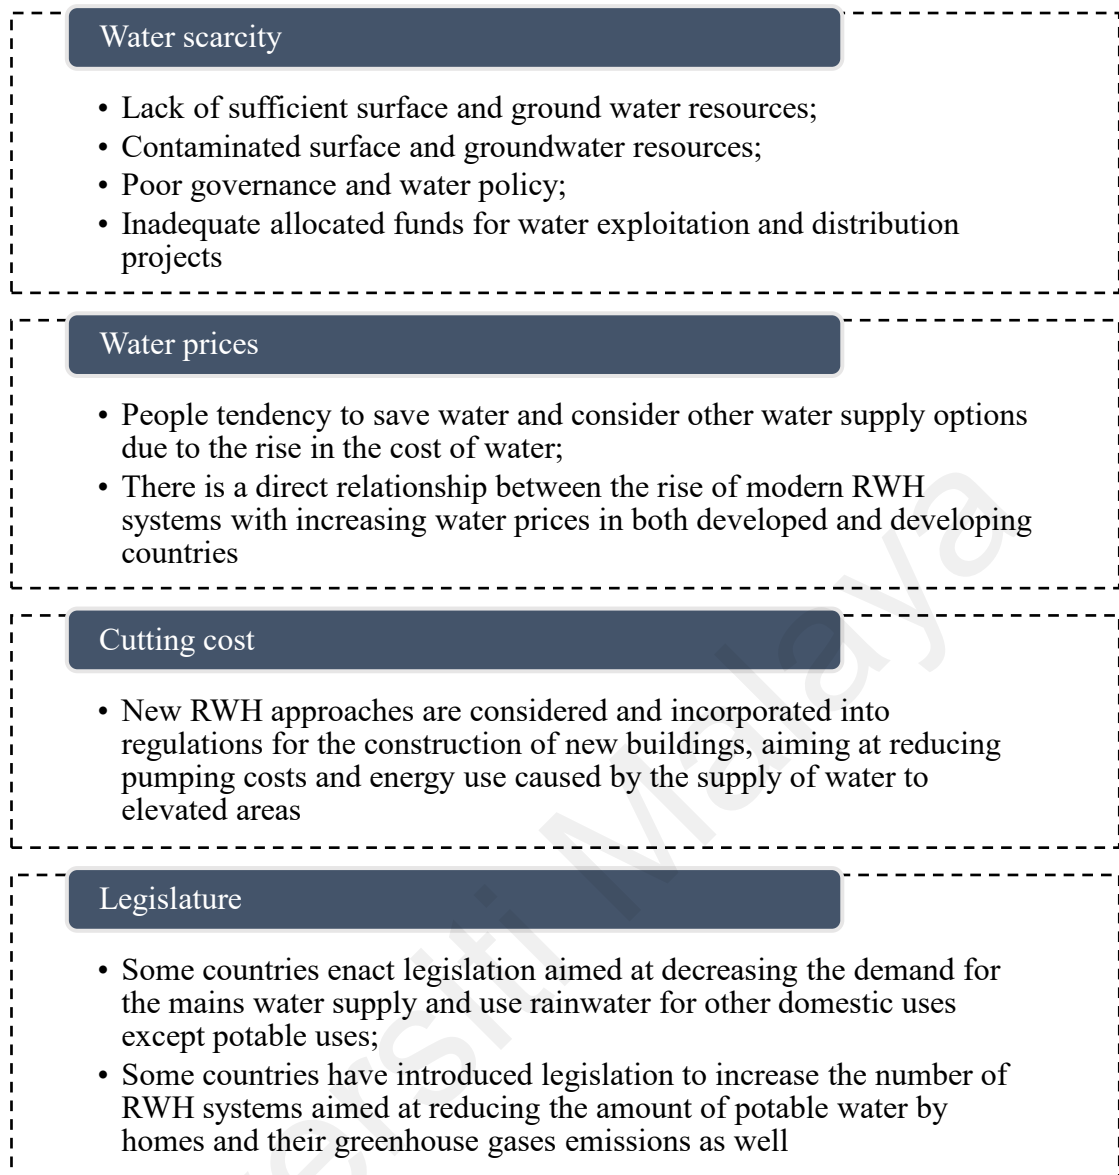 Water scarcity
• Lack of sufficient surface and ground water resources;
• Contaminated surface and groundwater resources;
• Poor governance and water policy;
• Inadequate allocated funds for water exploitation and distribution
projects
Water prices
• People tendency to save water and consider other water supply options
due to the rise in the cost of water;
• There is a direct relationship between the rise of modern RWH
systems with increasing water prices in both developed and developing
countries
Cutting cost
• New RWH approaches are considered and incorporated into
regulations for the construction of new buildings, aiming at reducing
pumping costs and energy use caused by the supply of water to
elevated areas
Legislature
• Some countries enact legislation aimed at decreasing the demand for
the mains water supply and use rainwater for other domestic uses
except potable uses;
• Some countries have introduced legislation to increase the number of
RWH systems aimed at reducing the amount of potable water by
homes and their greenhouse gases emissions as well
ersiti Malaya